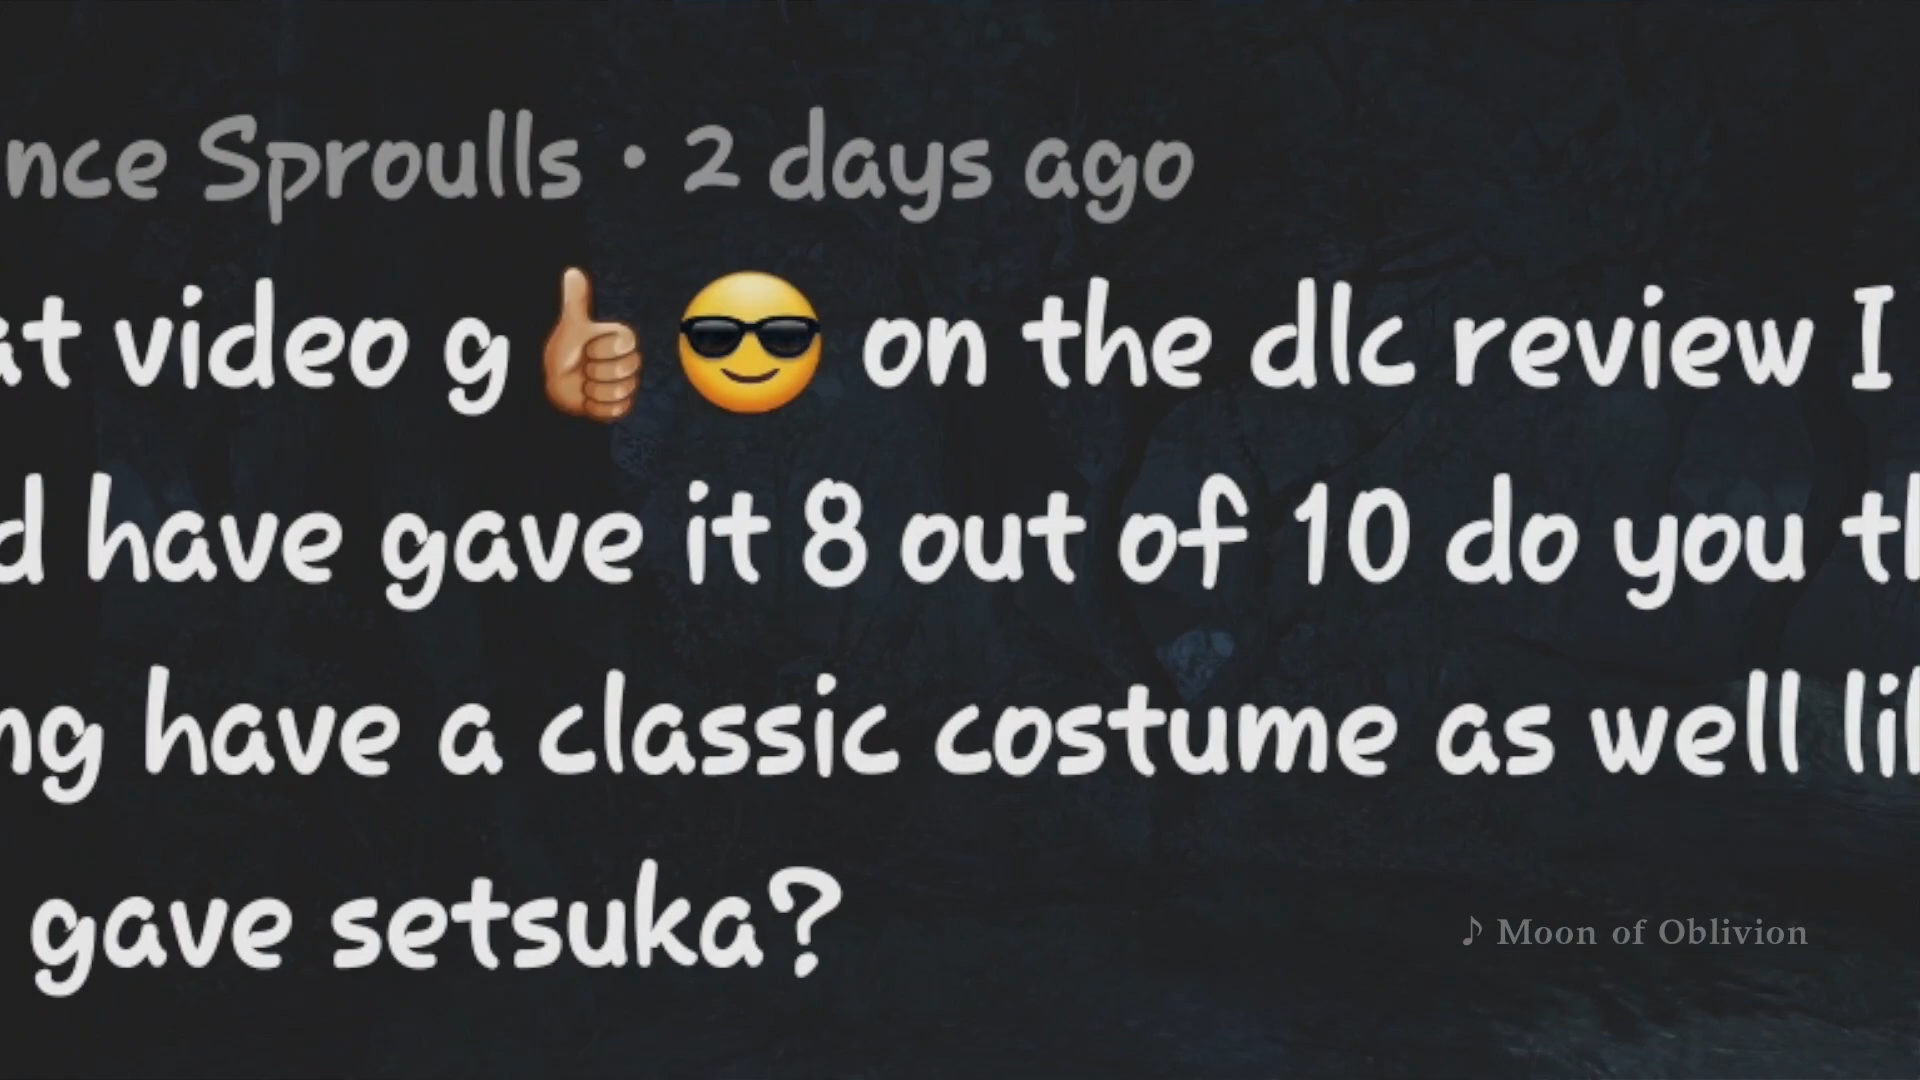 nce Sproulls • 2 days ago
at video g👍🏽😎 on the dlc review I
d have gave it 8 out of 10 do you th
ng have a classic costume as well lik
gave setsuka?
♪ Moon of Oblivion